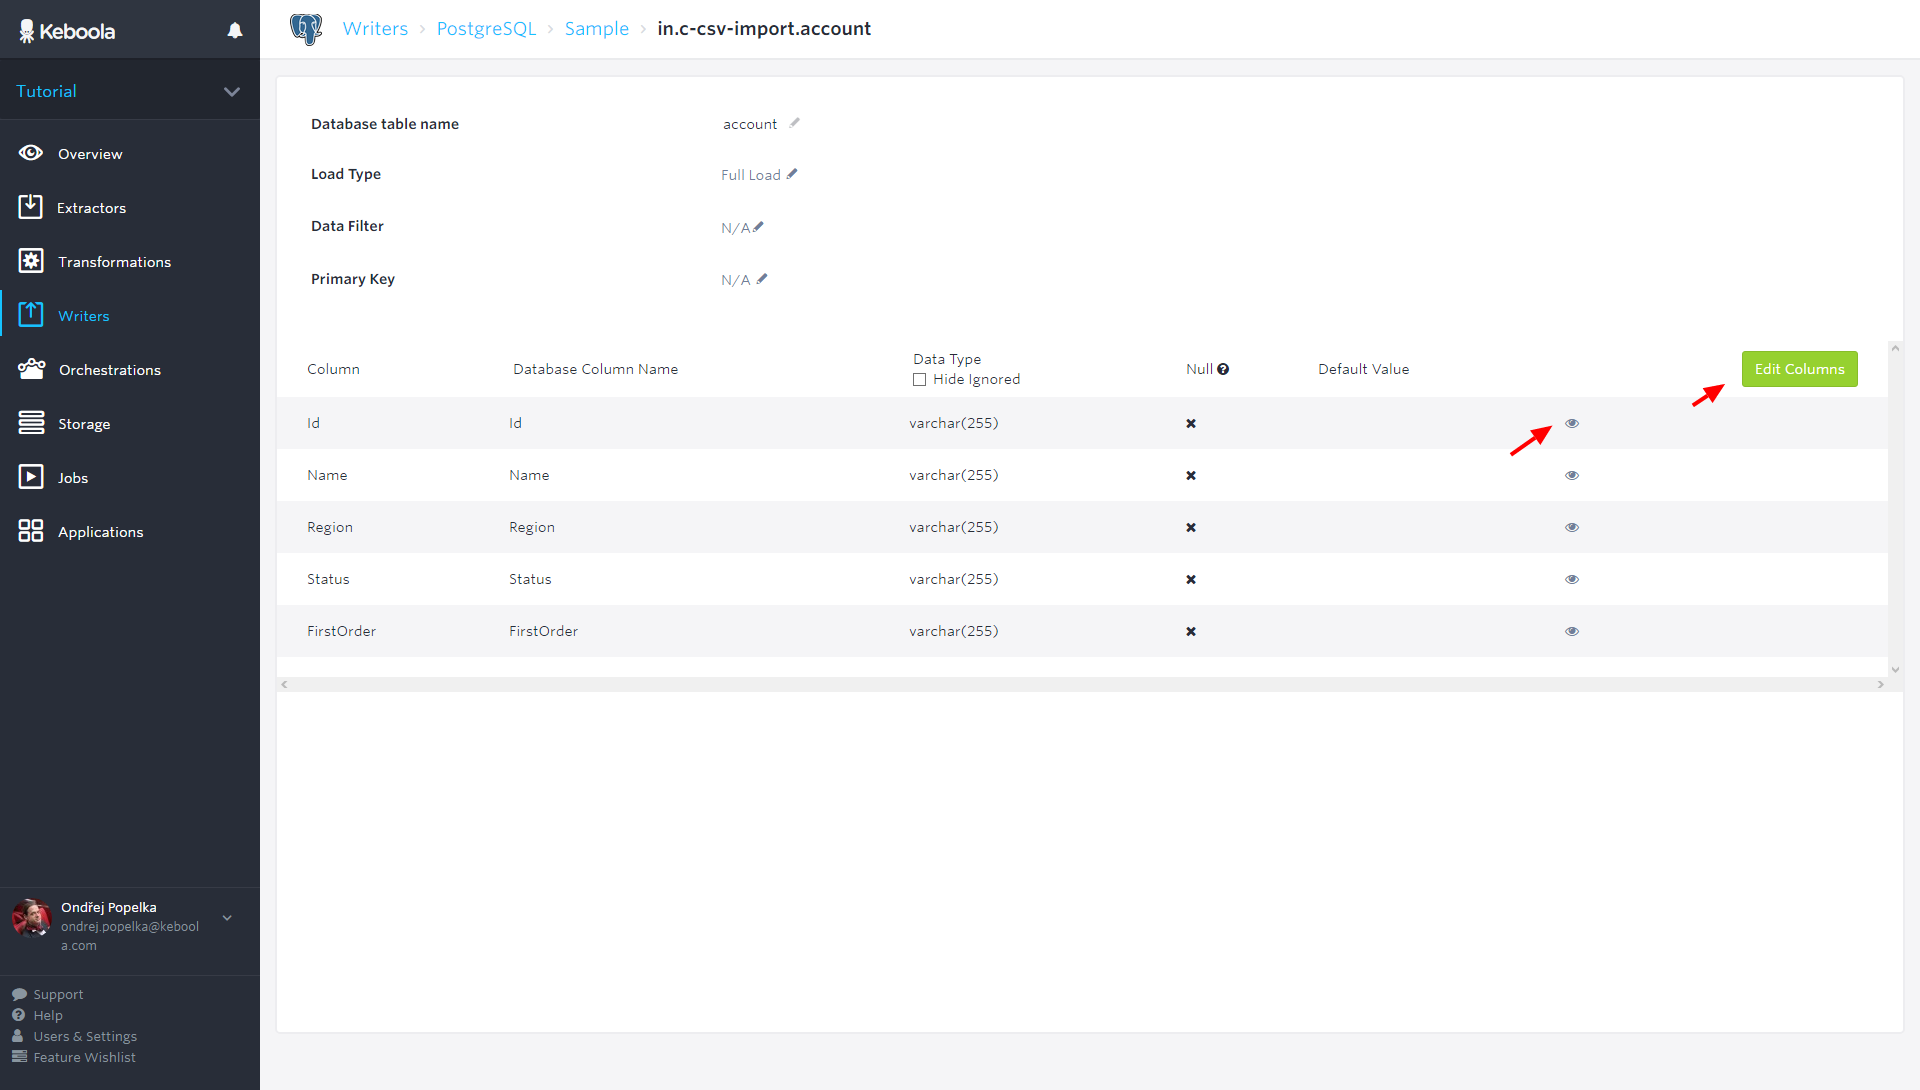 Keboola
Writers › PostgreSQL › Sample › in.c-csv-import.account
Tutorial
Overview
Extractors
Transformations
Writers
Orchestrations
Storage
Jobs
Applications
Database table name account
Load Type Full Load
Data Filter N/A
Primary Key N/A
Column Database Column Name Data Type Null Default Value Edit Columns
Hide Ignored
Id Id varchar(255)
Name Name varchar(255)
Region Region varchar(255)
Status Status varchar(255)
FirstOrder FirstOrder varchar(255)
Ondřej Popelka
ondrej.popelka@kebool
a.com
Support
Help
Users & Settings
Feature Wishlist